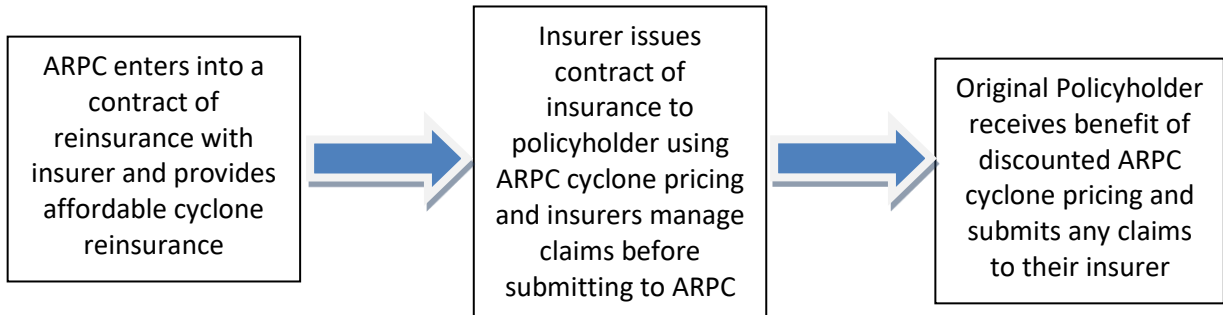 ARPC enters into a
contract of
reinsurance with
insurer and provides
affordable cyclone
reinsurance
Insurer issues
contract of
insurance to
policyholder using
ARPC cyclone pricing
and insurers manage
claims before
submitting to ARPC
Original Policyholder
receives benefit of
discounted ARPC
cyclone pricing and
submits any claims
to their insurer